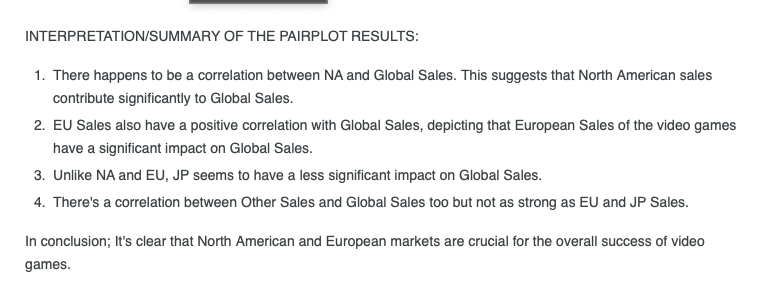 INTERPRETATION/SUMMARY OF THE PAIRPLOT RESULTS:
1. There happens to be a correlation between NA and Global Sales. This suggests that North American sales
contribute significantly to Global Sales.
2. EU Sales also have a positive correlation with Global Sales, depicting that European Sales of the video games
have a significant impact on Global Sales.
3. Unlike NA and EU, JP seems to have a less significant impact on Global Sales.
4. There's a correlation between Other Sales and Global Sales too but not as strong as EU and JP Sales.
In conclusion; It's clear that North American and European markets are crucial for the overall success of video
games.